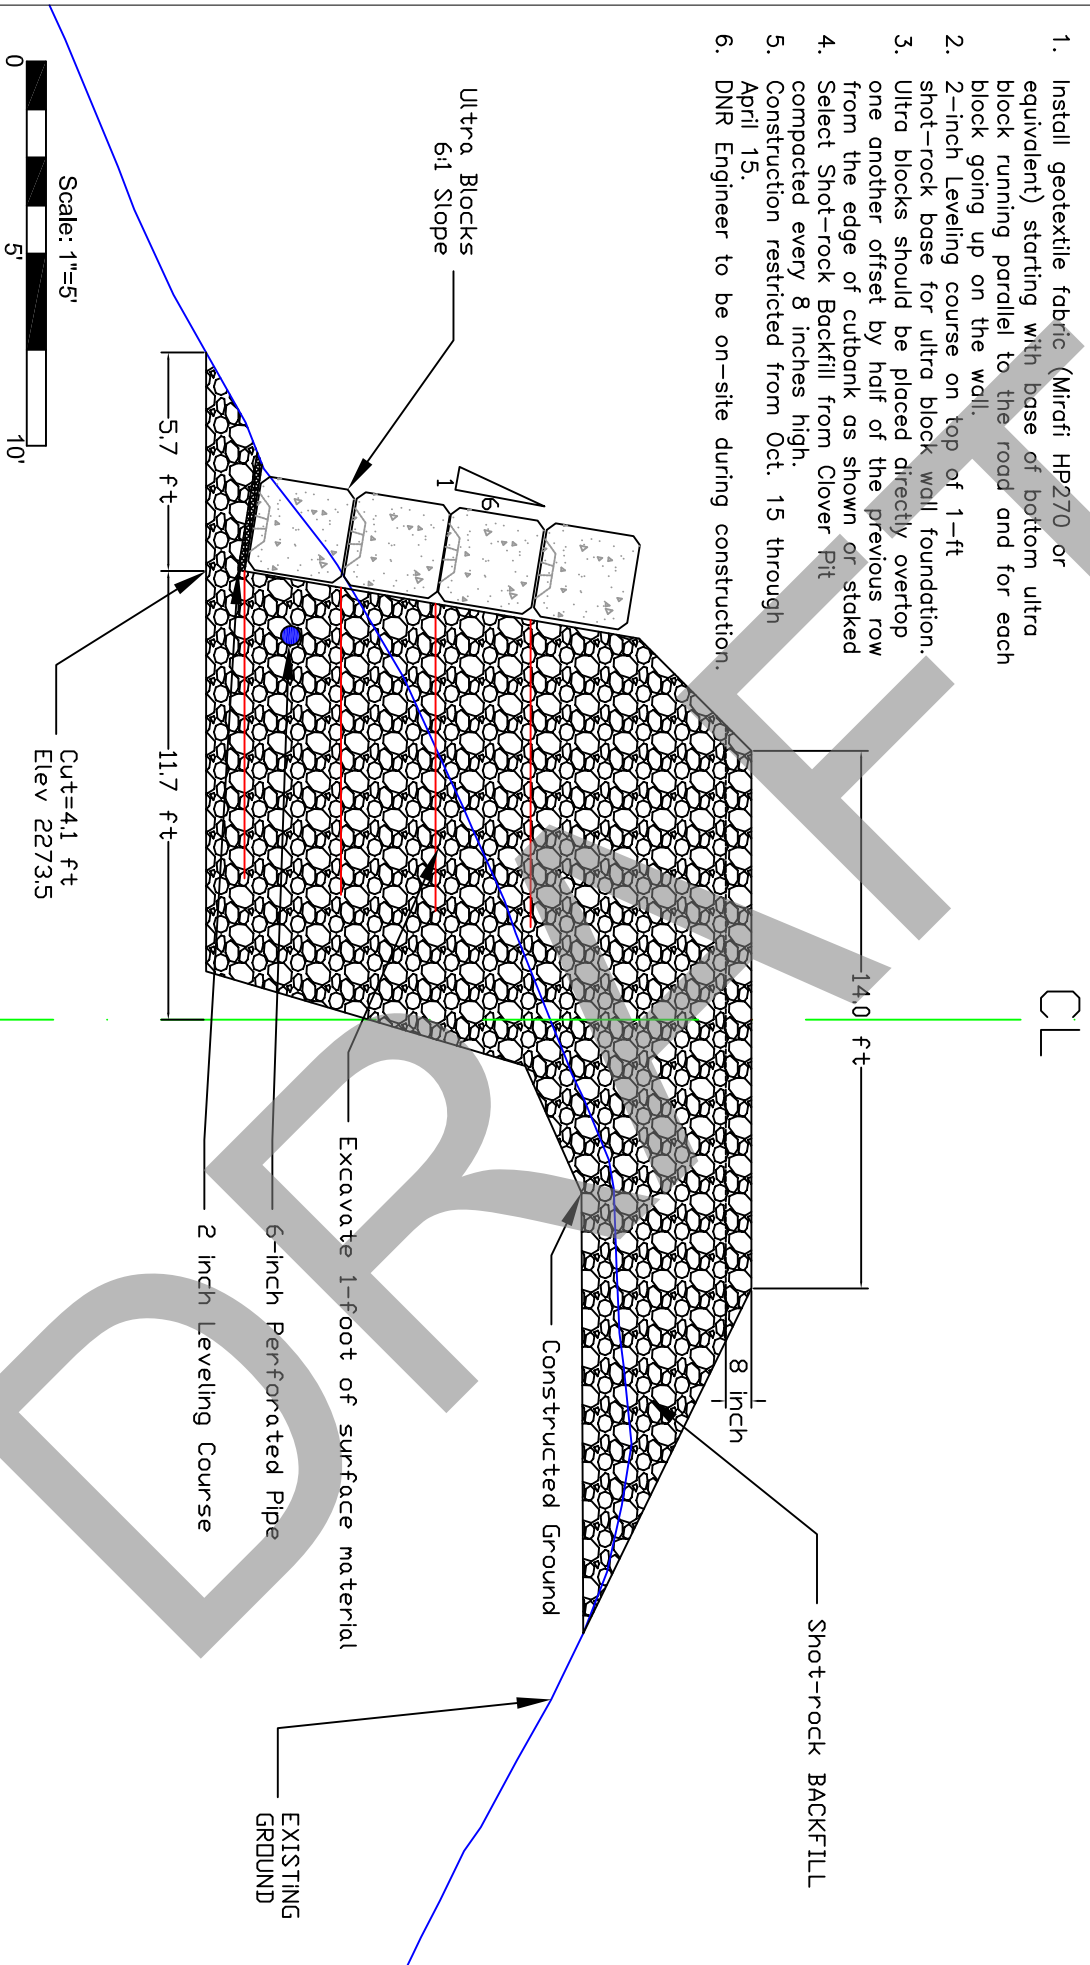 1. Install geotextile fabric (Mirafi HP270 or
equivalent) starting with base of bottom ultra
block running parallel to the road and for each
block going up on the wall.
2. 2-inch Leveling course on top of 1-ft
shot-rock base for ultra block wall foundation.
3. Ultra blocks should be placed directly overtop
one another offset by half of the previous row
from the edge of cutbank as shown or staked
4. Select Shot-rock Backfill from Clover Pit
compacted every 8 inches high.
5. Construction restricted from Oct. 15 through
April 15.
6. DNR Engineer to be on-site during construction.
CL
14.0 ft
8 inch
Shot-rock BACKFILL
Ultra Blocks
6:1 Slope
1
6
Constructed Ground
Excavate 1-foot of surface material
6-inch Perforated Pipe
2 inch Leveling Course
EXISTING
GROUND
5.7 ft
11.7 ft
Cut=4.1 ft
Elev 2273.5
Scale: 1"=5'
0 5' 10'
DRAFT